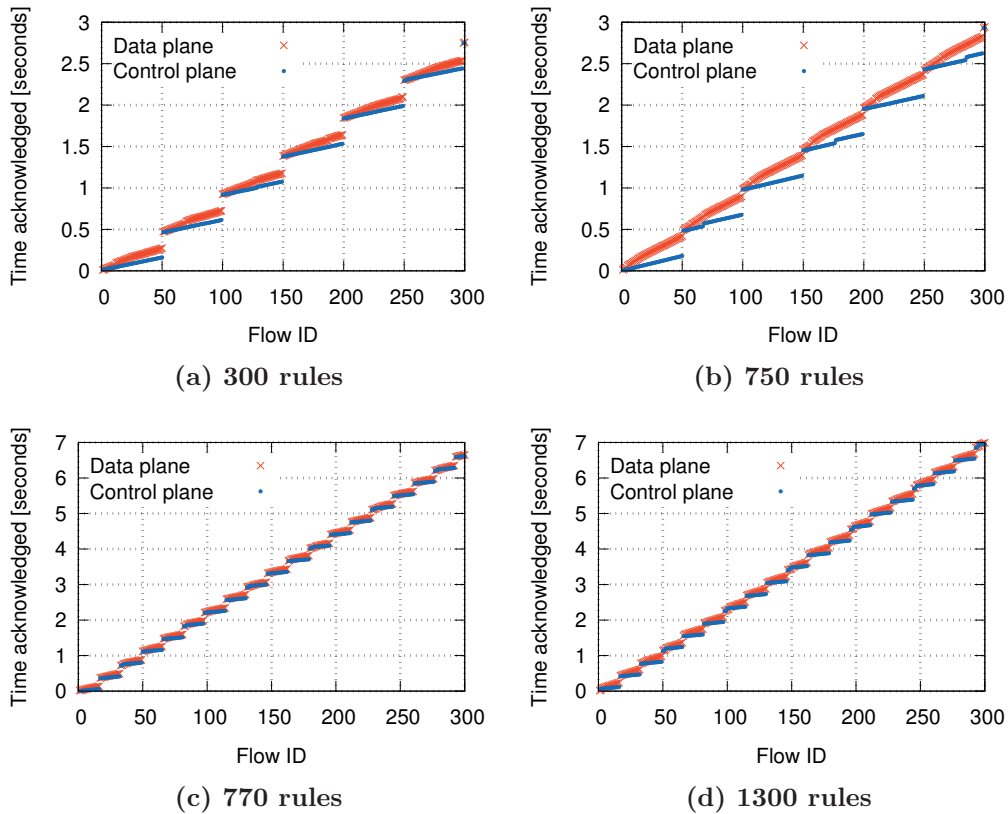 3
2.5
2
1.5
1
0.5
0
Time acknowledged [seconds]
Data plane
Control plane
0 50 100 150 200 250 300
Flow ID
(a) 300 rules
3
2.5
2
1.5
1
0.5
0
Time acknowledged [seconds]
Data plane
Control plane
0 50 100 150 200 250 300
Flow ID
(b) 750 rules
7
6
5
4
3
2
1
0
Time acknowledged [seconds]
Data plane
Control plane
0 50 100 150 200 250 300
Flow ID
(c) 770 rules
7
6
5
4
3
2
1
0
Time acknowledged [seconds]
Data plane
Control plane
0 50 100 150 200 250 300
Flow ID
(d) 1300 rules